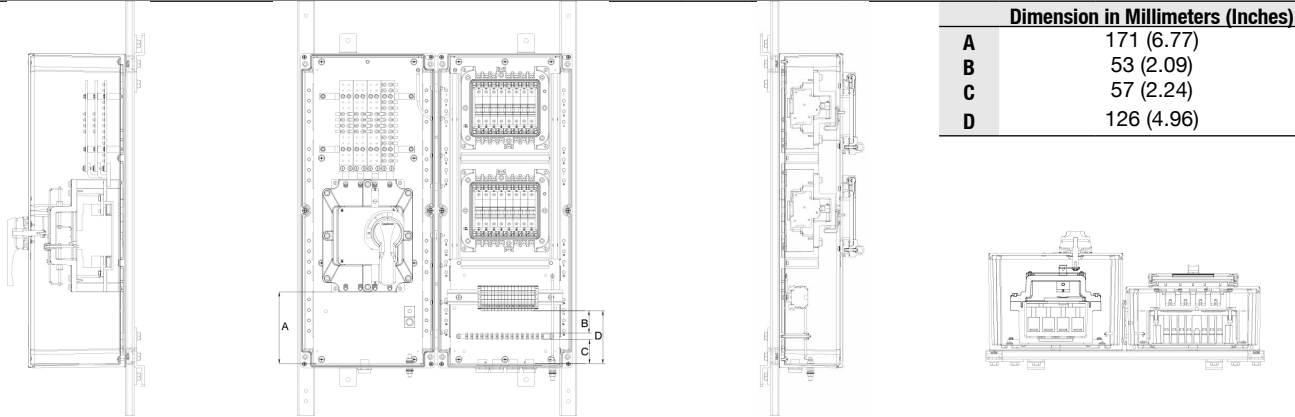 Dimension in Millimeters (Inches)
A 171 (6.77)
B 53 (2.09)
C 57 (2.24)
D 126 (4.96)
A
B
D
C